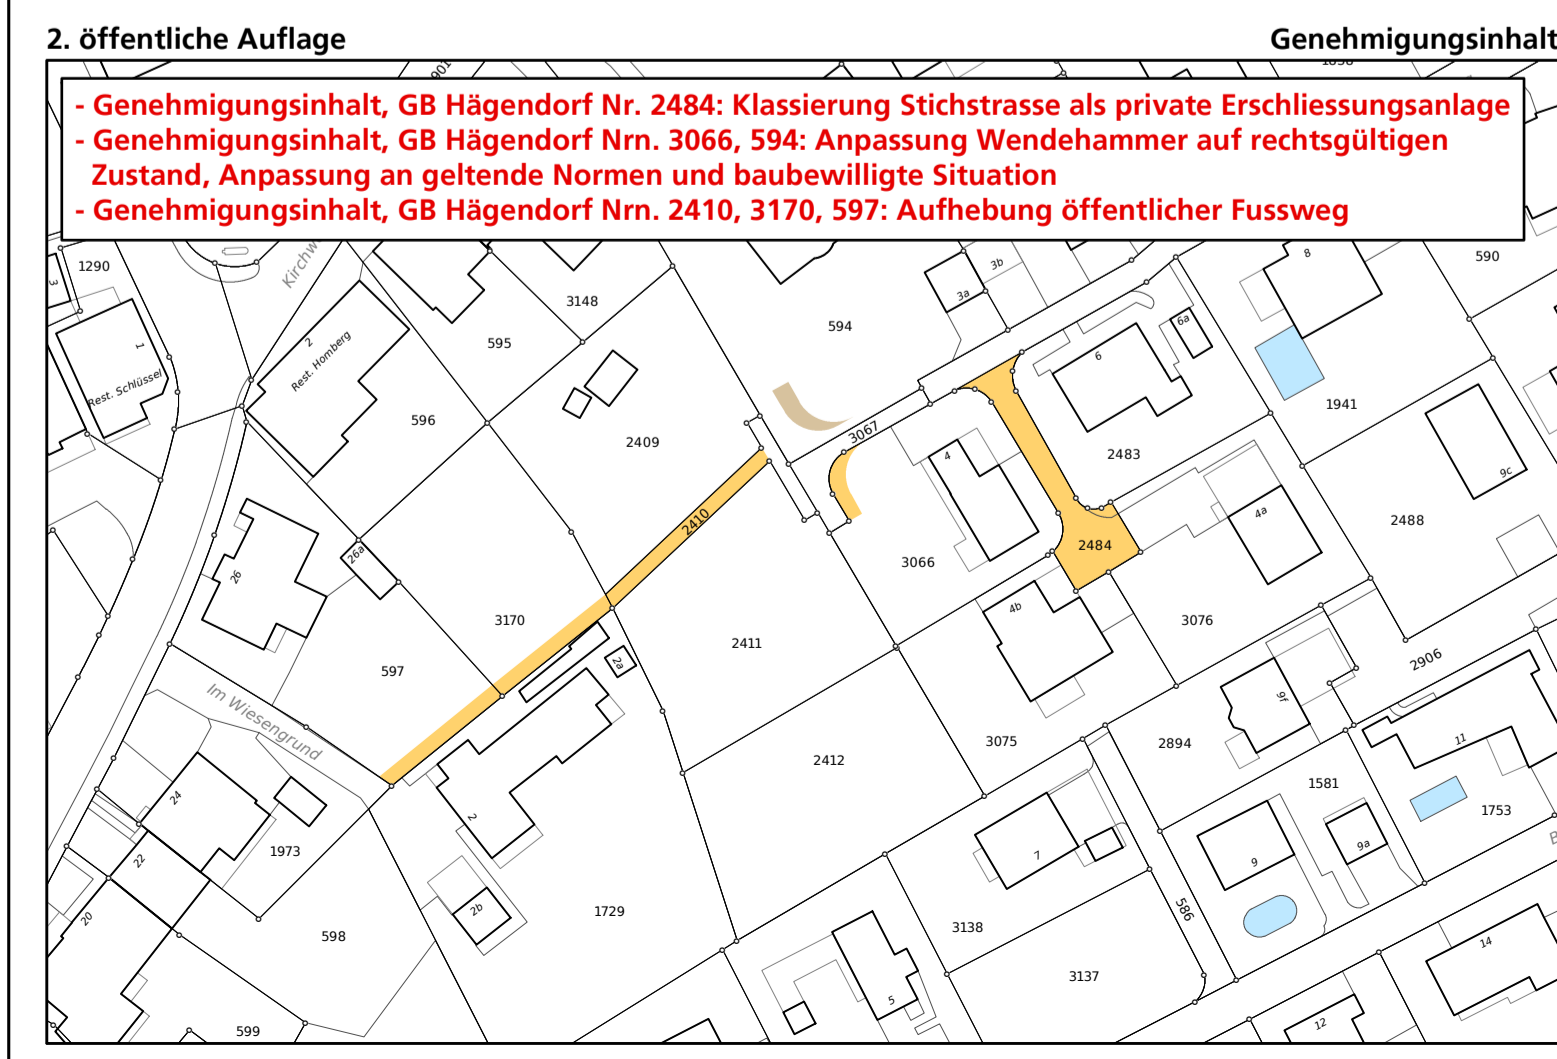 2. öffentliche Auflage
Genehmigungsinhalt
- Genehmigungsinhalt, GB Hägendorf Nr. 2484: Klassierung Stichstrasse als private Erschliessungsanlage
- Genehmigungsinhalt, GB Hägendorf Nrn. 3066, 594: Anpassung Wendehammer auf rechtsgültigen
Zustand, Anpassung an geltende Normen und baubewilligte Situation
- Genehmigungsinhalt, GB Hägendorf Nrn. 2410, 3170, 597: Aufhebung öffentlicher Fussweg
901
1290
3
Kirchw
3148
594
3b
3a
8
590
1
Rest. Schlüssel
2
Rest. Homberg
595
6a
6
1941
596
2409
3067
4
2483
9c
2410
4a
2488
26a
26
3066
2484
3170
4b
3076
2411
2a
597
2906
Im Wiesengrund
9f
3075
2894
11
2412
1581
1753
24
2
1973
22
7
9
9a
B
20
2b
1729
586
598
3138
14
3137
5
599
12